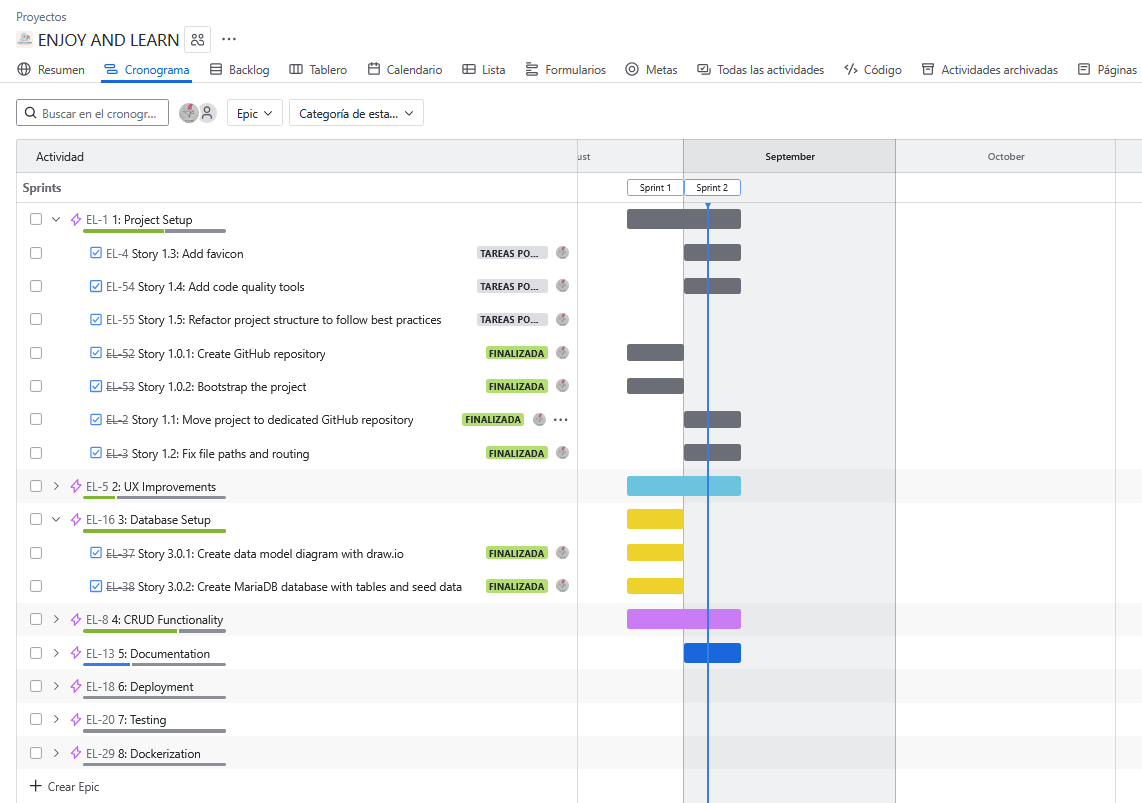 Proyectos
ENJOY AND LEARN
Resumen Cronograma Backlog Tablero Calendario Lista Formularios Metas Todas las actividades Código Actividades archivadas Páginas
Buscar en el cronogr... Epic Categoría de esta...
Actividad ust September October
Sprints Sprint 1 Sprint 2
EL-1 1: Project Setup
EL-4 Story 1.3: Add favicon TAREAS PO...
EL-54 Story 1.4: Add code quality tools TAREAS PO...
EL-55 Story 1.5: Refactor project structure to follow best practices TAREAS PO...
EL-52 Story 1.0.1: Create GitHub repository FINALIZADA
EL-53 Story 1.0.2: Bootstrap the project FINALIZADA
EL-2 Story 1.1: Move project to dedicated GitHub repository FINALIZADA
EL-3 Story 1.2: Fix file paths and routing FINALIZADA
EL-5 2: UX Improvements
EL-16 3: Database Setup
EL-37 Story 3.0.1: Create data model diagram with draw.io FINALIZADA
EL-38 Story 3.0.2: Create MariaDB database with tables and seed data FINALIZADA
EL-8 4: CRUD Functionality
EL-13 5: Documentation
EL-18 6: Deployment
EL-20 7: Testing
EL-29 8: Dockerization
Crear Epic